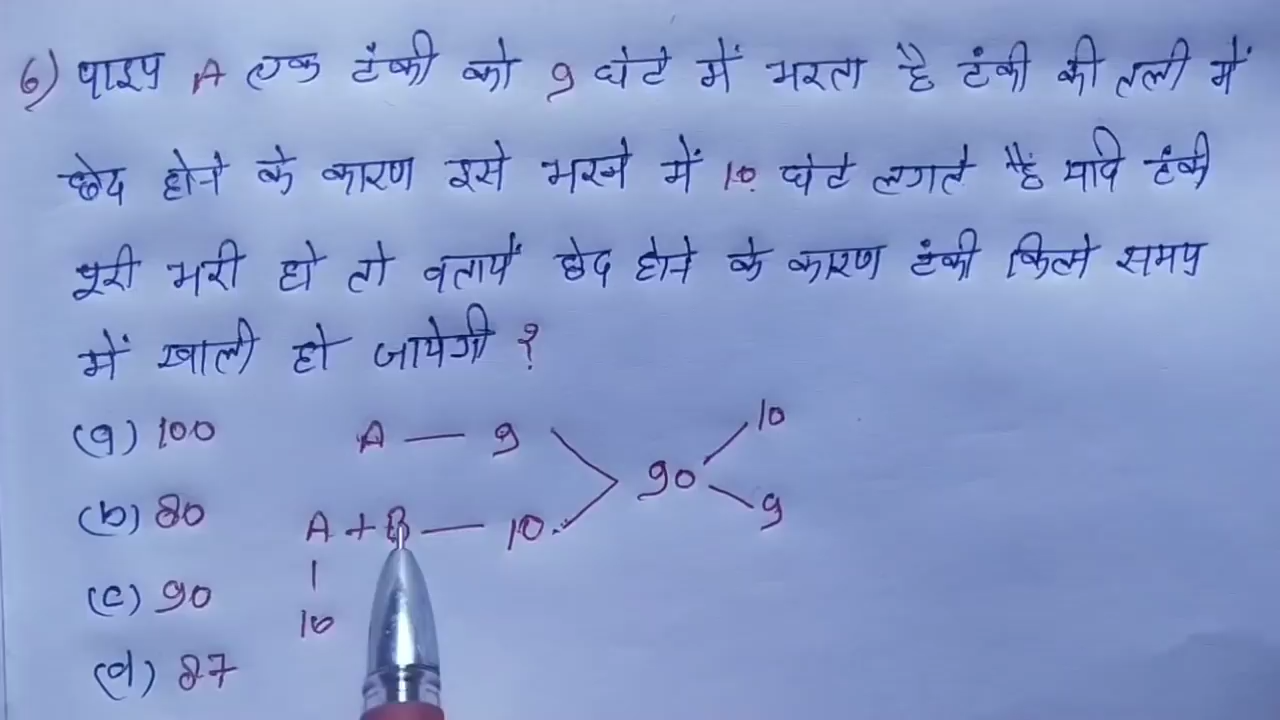 6) पाइप A एक टंकी को 9 घंटे में भरता है टंकी की तली में
छेद होने के कारण इसे भरने में 10 घंटे लगते हैं यदि टंकी
पूरी भरी हो तो बतायें छेद होने के कारण टंकी कितने समय
में खाली हो जायेगी ?
(a) 100
(b) 80
(c) 90
(d) 87
A — 9
A + B — 10
90
10
9
10